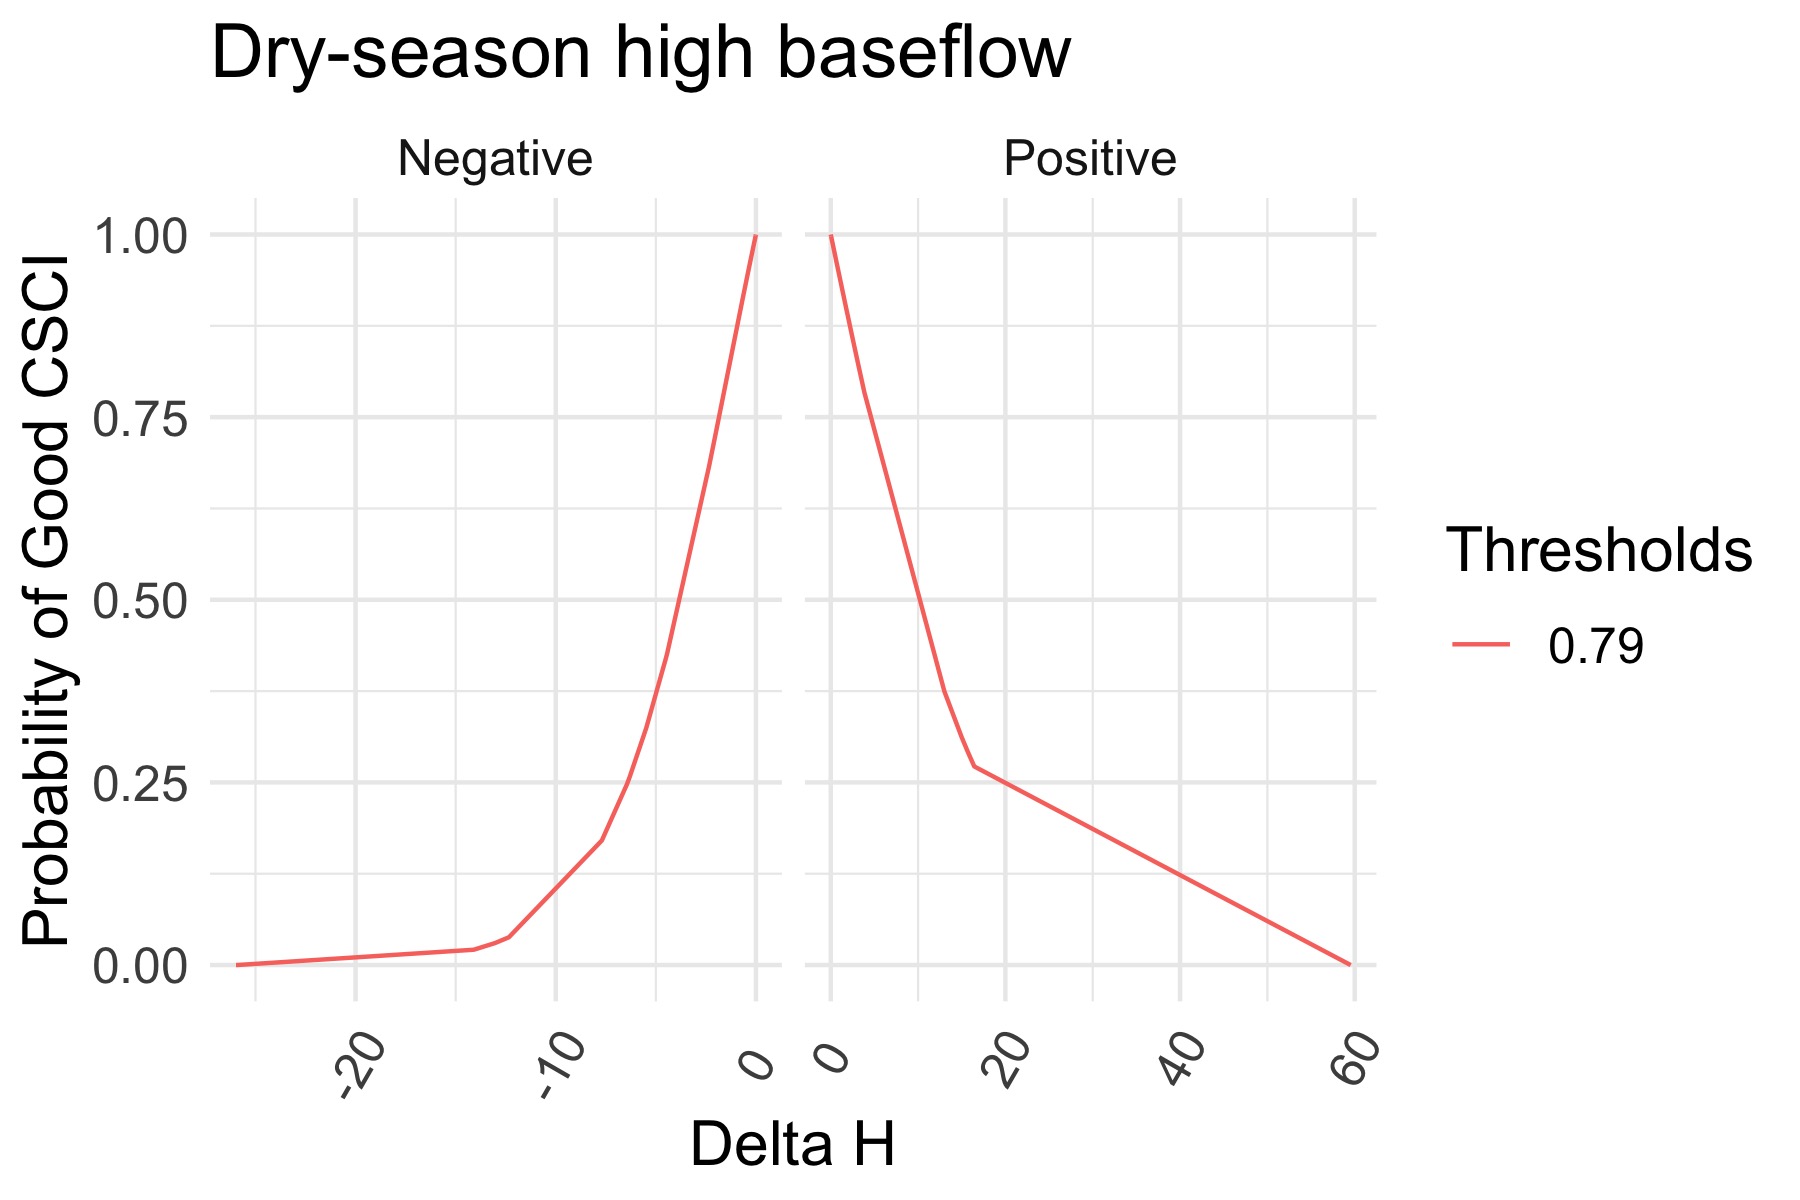 Dry-season high baseflow
Negative
Positive
Probability of Good CSCI
1.00
0.75
0.50
0.25
0.00
-20
-10
0
0
20
40
60
Delta H
Thresholds
0.79